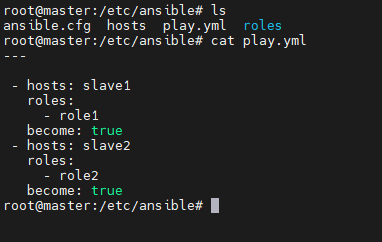 root@master:/etc/ansible# ls
ansible.cfg  hosts  play.yml  roles
root@master:/etc/ansible# cat play.yml
---

 - hosts: slave1
   roles:
     - role1
   become: true
 - hosts: slave2
   roles:
     - role2
   become: true
root@master:/etc/ansible#